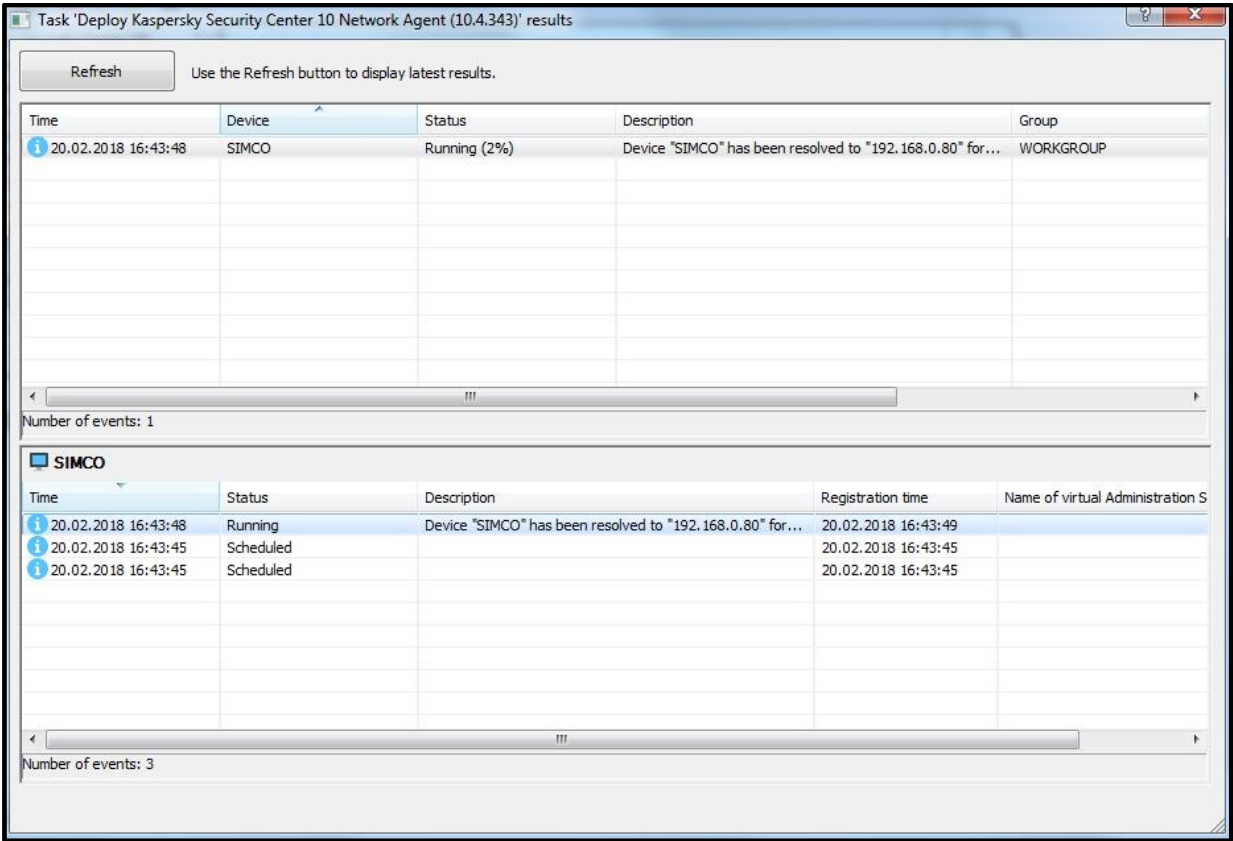 Task 'Deploy Kaspersky Security Center 10 Network Agent (10.4.343)' results
Refresh Use the Refresh button to display latest results.
Time Device Status Description Group
20.02.2018 16:43:48 SIMCO Running (2%) Device "SIMCO" has been resolved to "192.168.0.80" for... WORKGROUP
Number of events: 1
SIMCO
Time Status Description Registration time Name of virtual Administration S
20.02.2018 16:43:48 Running Device "SIMCO" has been resolved to "192.168.0.80" for... 20.02.2018 16:43:49
20.02.2018 16:43:45 Scheduled 20.02.2018 16:43:45
20.02.2018 16:43:45 Scheduled 20.02.2018 16:43:45
Number of events: 3